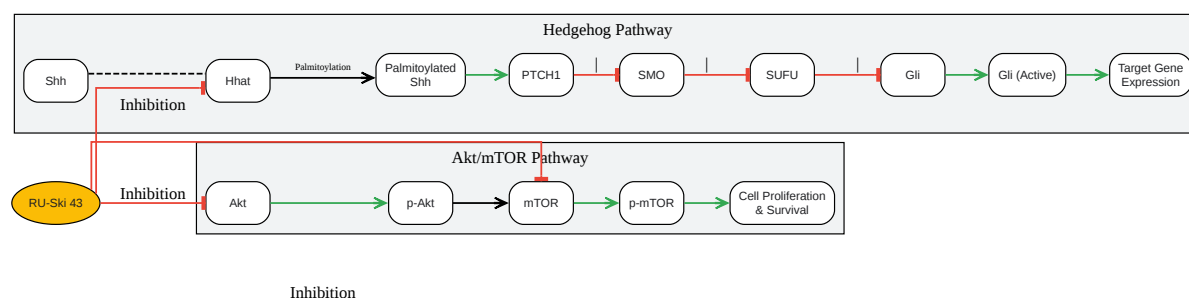 Hedgehog Pathway
Shh
Hhat
Palmitoylation
Palmitoylated
Shh
PTCH1
|
SMO
|
SUFU
|
Gli
Gli (Active)
Target Gene
Expression
Inhibition
Akt/mTOR Pathway
RU-Ski 43
Inhibition
Akt
p-Akt
mTOR
p-mTOR
Cell Proliferation
& Survival
Inhibition